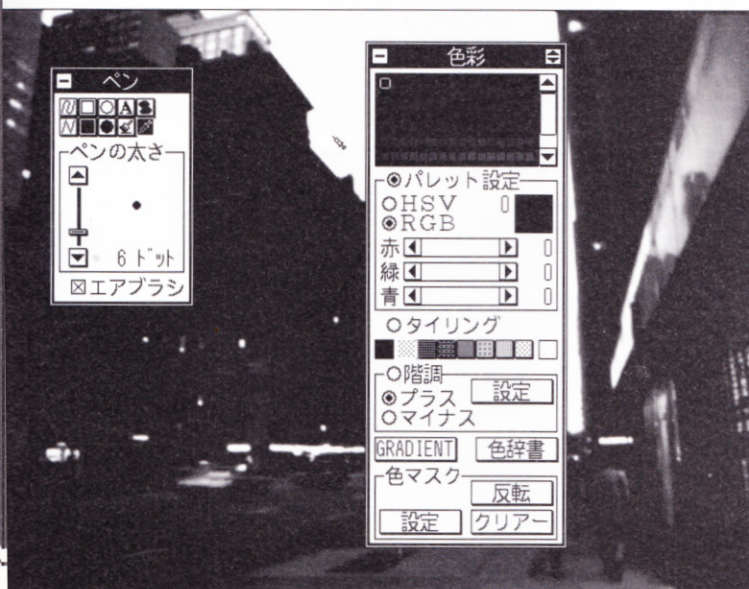 ペン
A
ペンの太さ
6 ドット
エアブラシ
色彩
パレット設定
HSV 0
RGB
赤 0
緑 0
青 0
タイリング
階調
プラス 設定
マイナス
GRADIENT 色辞書
色マスク
反転
設定 クリアー